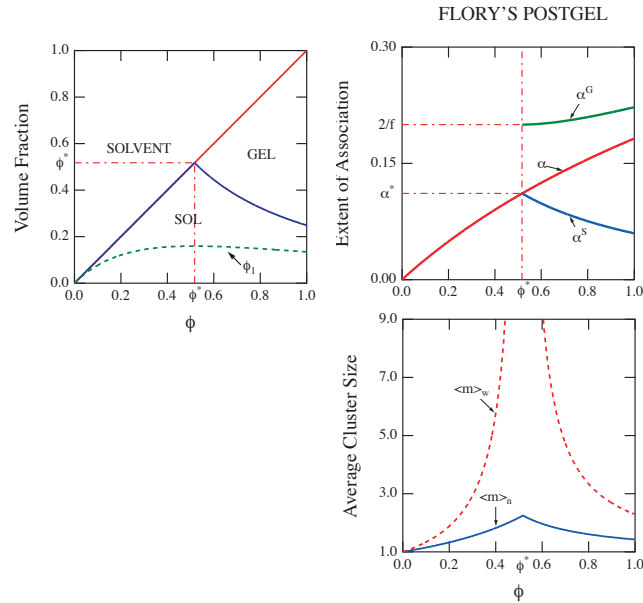 FLORY'S POSTGEL
1.0
0.8
0.6
ϕ*
0.4
0.2
0.0
Volume Fraction
SOLVENT
GEL
SOL
ϕ1
0.0 0.2 0.4 ϕ* 0.6 0.8 1.0
ϕ
0.30
2/f
0.15
α*
0.00
Extent of Association
α^G
α
α^S
0.0 0.2 0.4 ϕ* 0.6 0.8 1.0
9.0
7.0
5.0
3.0
1.0
Average Cluster Size
<m>w
<m>n
0.0 0.2 0.4 ϕ* 0.6 0.8 1.0
ϕ